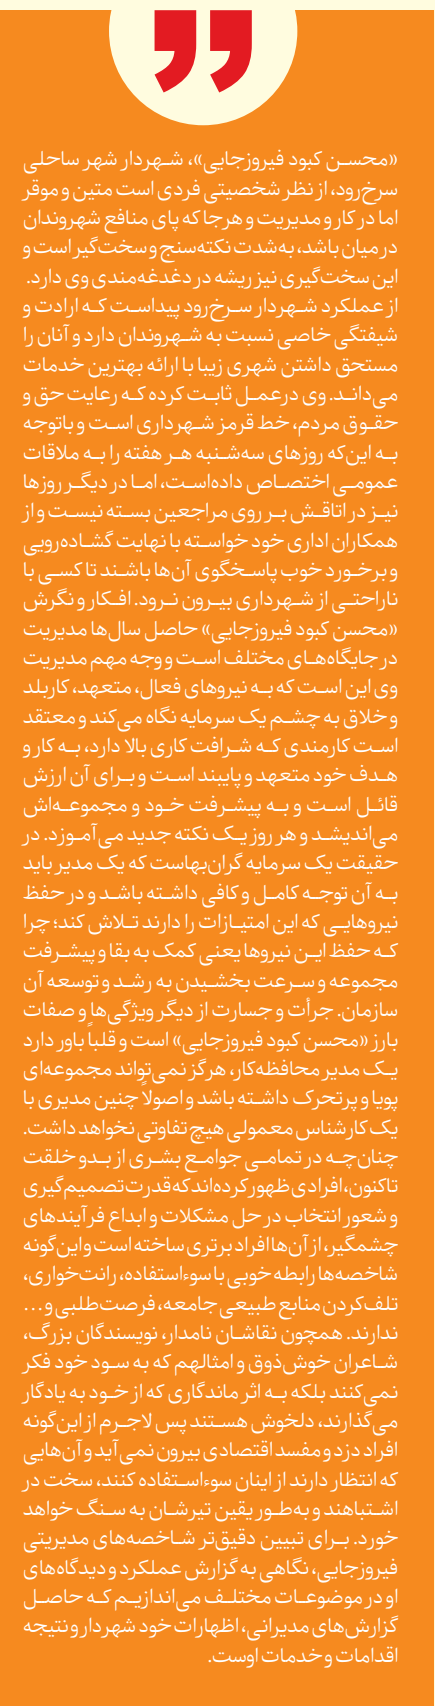 «محسن کبود فیروزجایی»، شهردار شهر ساحلی
سرخ‌رود، از نظر شخصیتی فردی است متین و موقر
اما در کار و مدیریت و هرجا که پای منافع شهروندان
در میان باشد، به‌شدت نکته‌سنج و سخت‌گیر است و
این سخت‌گیری نیز ریشه در دغدغه‌مندی وی دارد.
از عملکرد شهردار سرخ‌رود پیداست که ارادت و
شیفتگی خاصی نسبت به شهروندان دارد و آنان را
مستحق داشتن شهری زیبا با ارائه بهترین خدمات
می‌داند. وی درعمل ثابت کرده که رعایت حق و
حقوق مردم، خط قرمز شهرداری است و باتوجه
به این‌که روزهای سه‌شنبه هر هفته را به ملاقات
عمومی اختصاص داده‌است، اما در دیگر روزها
نیز در اتاقش بر روی مراجعین بسته نیست و از
همکاران اداری خود خواسته با نهایت گشاده‌رویی
و برخورد خوب پاسخگوی آن‌ها باشند تا کسی با
ناراحتی از شهرداری بیرون نرود. افکار و نگرش
«محسن کبود فیروزجایی» حاصل سال‌ها مدیریت
در جایگاه‌های مختلف است و وجه مهم مدیریت
وی این است که به نیروهای فعال، متعهد، کاربلد
و خلاق به چشم یک سرمایه نگاه می‌کند و معتقد
است کارمندی که شرافت کاری بالا دارد، به کار و
هدف خود متعهد و پایبند است و برای آن ارزش
قائل است و به پیشرفت خود و مجموعه‌اش
می‌اندیشد و هر روز یک نکته جدید می‌آموزد. در
حقیقت یک سرمایه گران‌بهاست که یک مدیر باید
به آن توجه کامل و کافی داشته باشد و در حفظ
نیروهایی که این امتیازات را دارند تلاش کند؛ چرا
که حفظ این نیروها یعنی کمک به بقا و پیشرفت
مجموعه و سرعت بخشیدن به رشد و توسعه آن
سازمان. جرأت و جسارت از دیگر ویژگی‌ها و صفات
بارز «محسن کبود فیروزجایی» است و قلباً باور دارد
یک مدیر محافظه‌کار، هرگز نمی‌تواند مجموعه‌ای
پویا و پرتحرک داشته باشد و اصولاً چنین مدیری با
یک کارشناس معمولی هیچ تفاوتی نخواهد داشت.
چنان‌چه در تمامی جوامع بشری از بدو خلقت
تاکنون، افرادی ظهور کرده‌اند که قدرت تصمیم‌گیری
و شعور انتخاب در حل مشکلات و ابداع فرآیندهای
چشمگیر، از آن‌ها افراد برتری ساخته است و این‌گونه
شاخصه‌ها رابطه خوبی با سوءاستفاده، رانت‌خواری،
تلف‌کردن منابع طبیعی جامعه، فرصت‌طلبی و…
ندارند. همچون نقاشان نامدار، نویسندگان بزرگ،
شاعران خوش‌ذوق و امثالهم که به سود خود فکر
نمی‌کنند بلکه به اثر ماندگاری که از خود به یادگار
می‌گذارند، دلخوش هستند پس لاجرم از این‌گونه
افراد دزد و مفسد اقتصادی بیرون نمی‌آید و آن‌هایی
که انتظار دارند از اینان سوءاستفاده کنند، سخت در
اشتباهند و به‌طور یقین تیرشان به سنگ خواهد
خورد. برای تبیین دقیق‌تر شاخصه‌های مدیریتی
فیروزجایی، نگاهی به گزارش عملکرد و دیدگاه‌های
او در موضوعات مختلف می‌اندازیم که حاصل
گزارش‌های مدیرانی، اظهارات خود شهردار و نتیجه
اقدامات و خدمات اوست.